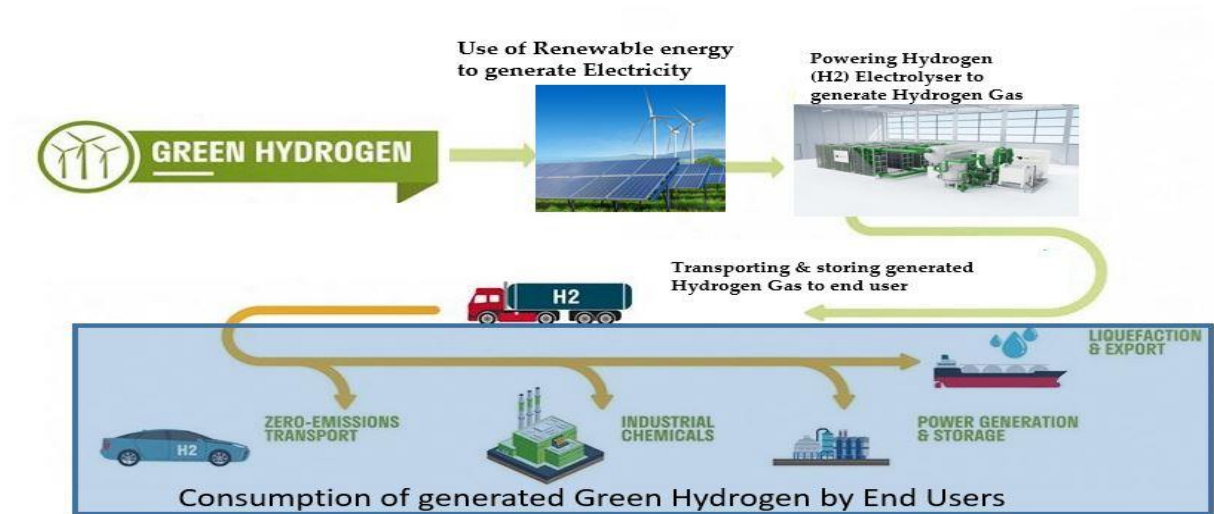 Use of Renewable energy
to generate Electricity
Powering Hydrogen
(H2) Electrolyser to
generate Hydrogen Gas
GREEN HYDROGEN
Transporting & storing generated
Hydrogen Gas to end user
H2
LIQUEFACTION
& EXPORT
ZERO-EMISSIONS
TRANSPORT
INDUSTRIAL
CHEMICALS
POWER GENERATION
& STORAGE
H2
Consumption of generated Green Hydrogen by End Users